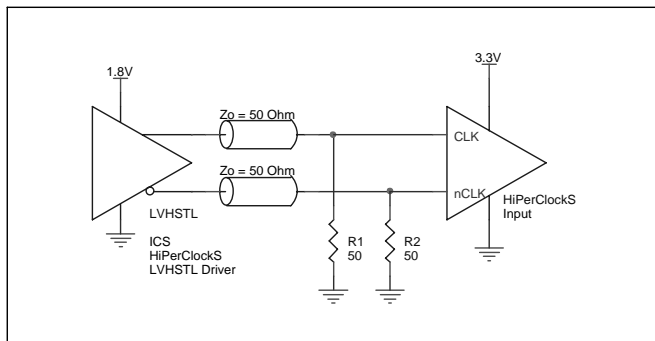 1.8V
3.3V
Zo = 50 Ohm
CLK
Zo = 50 Ohm
nCLK
HiPerClockS
Input
LVHSTL
ICS
HiPerClockS
LVHSTL Driver
R1
50
R2
50